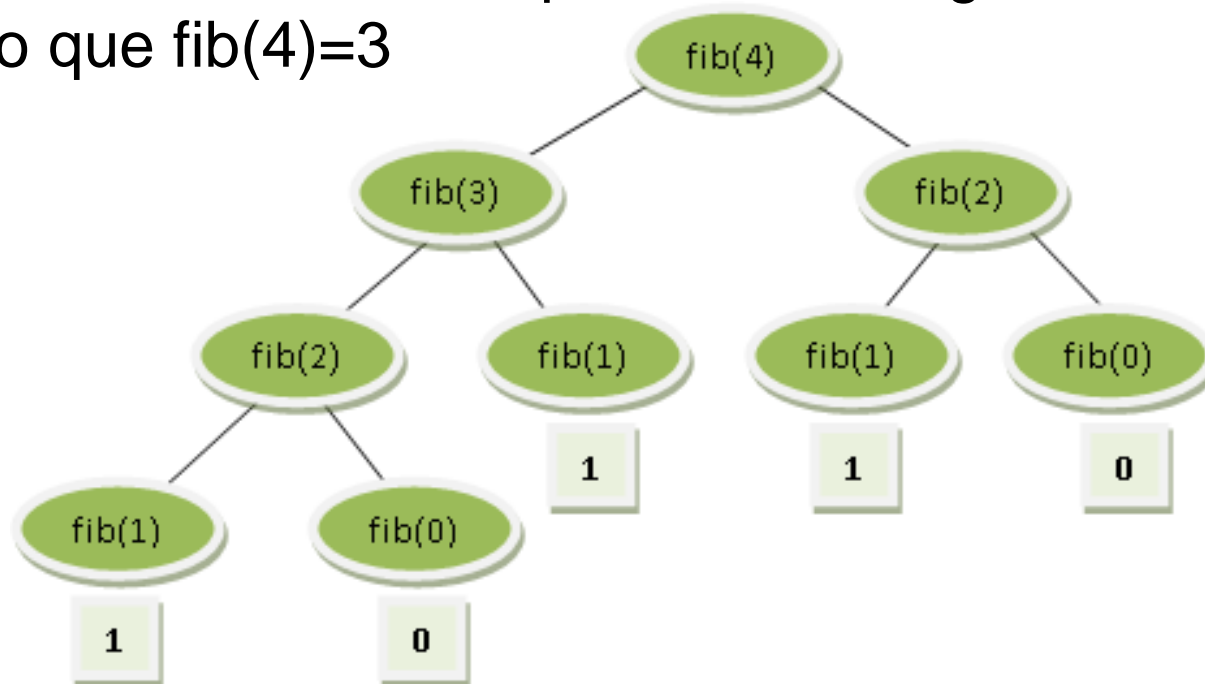 o que fib(4)=3
fib(4)
fib(3) fib(2)
fib(2) fib(1) fib(1) fib(0)
1 1 0
fib(1) fib(0)
1 0